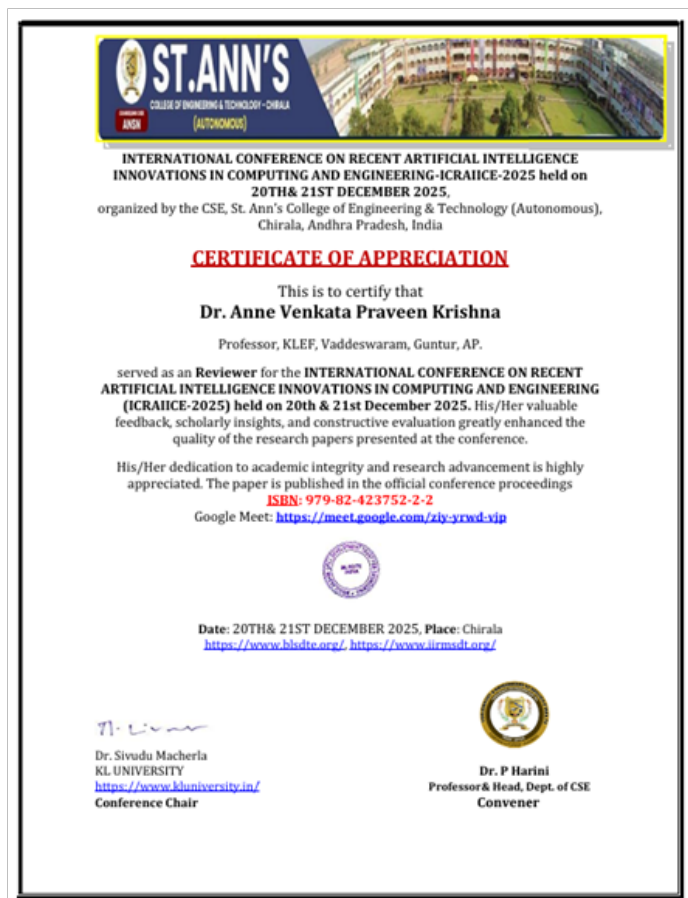 ST.ANN'S
COLLEGE OF ENGINEERING & TECHNOLOGY - CHIRALA
(AUTONOMOUS)
ANSN
INTERNATIONAL CONFERENCE ON RECENT ARTIFICIAL INTELLIGENCE
INNOVATIONS IN COMPUTING AND ENGINEERING-ICRAIICE-2025 held on
20TH& 21ST DECEMBER 2025,
organized by the CSE, St. Ann's College of Engineering & Technology (Autonomous),
Chirala, Andhra Pradesh, India
CERTIFICATE OF APPRECIATION
This is to certify that
Dr. Anne Venkata Praveen Krishna
Professor, KLEF, Vaddeswaram, Guntur, AP.
served as an Reviewer for the INTERNATIONAL CONFERENCE ON RECENT
ARTIFICIAL INTELLIGENCE INNOVATIONS IN COMPUTING AND ENGINEERING
(ICRAIICE-2025) held on 20th & 21st December 2025. His/Her valuable
feedback, scholarly insights, and constructive evaluation greatly enhanced the
quality of the research papers presented at the conference.
His/Her dedication to academic integrity and research advancement is highly
appreciated. The paper is published in the official conference proceedings
ISBN: 979-82-423752-2-2
Google Meet: https://meet.google.com/ziy-yrwd-vjp
Date: 20TH& 21ST DECEMBER 2025, Place: Chirala
https://www.blsdte.org/, https://www.iirmsdt.org/
Dr. Sivudu Macherla
KL UNIVERSITY
https://www.kluniversity.in/
Conference Chair
Dr. P Harini
Professor& Head, Dept. of CSE
Convener